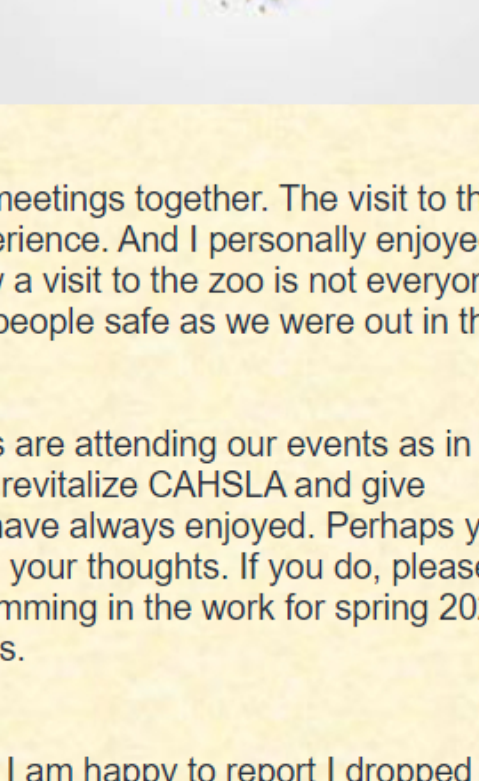 meetings together. The visit to th
erience. And I personally enjoye
a visit to the zoo is not everyon
people safe as we were out in th
s are attending our events as in
revitalize CAHSLA and give
have always enjoyed. Perhaps y
your thoughts. If you do, please
mming in the work for spring 202
s.
I am happy to report I dropped